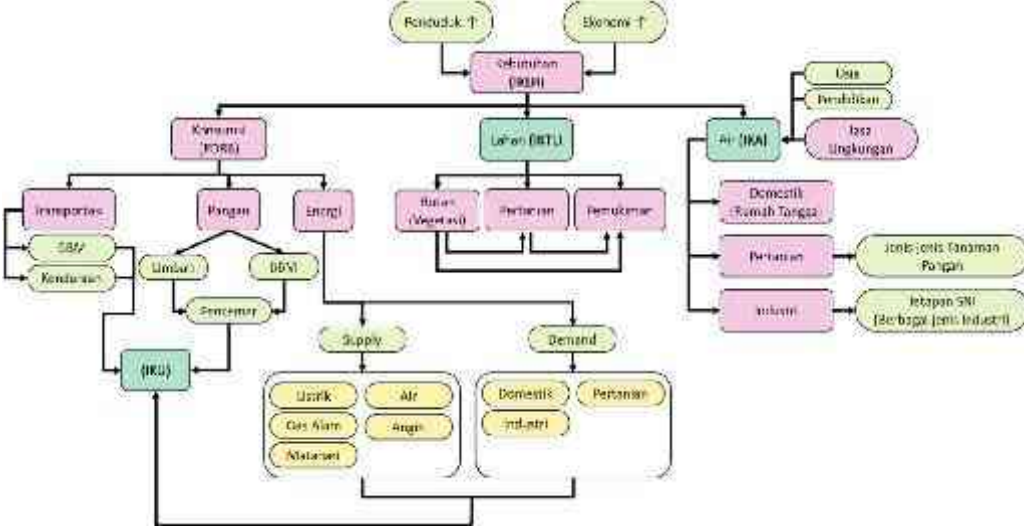 Penduduk ↑
Ekonomi ↑
Kebutuhan
Usia
Pendidikan
Jasa
Lingkungan
Konsumsi
(PDRB)
Lahan (IKTL)
Air (IKA)
Transportasi
Pangan
Energi
Hutan
(Vegetasi)
Pertanian
Pemukiman
Domestik
(Rumah Tangga)
BBM
Kendaraan
Limbah
BBM
Pertanian
Jenis-Jenis Tanaman
Pangan
Pencemar
Industri
Tetapan SNI
(Berbagai Jenis Industri)
Supply
Demand
(IKU)
Listrik
Air
Domestik
Pertanian
Gas Alam
Angin
Industri
Matahari